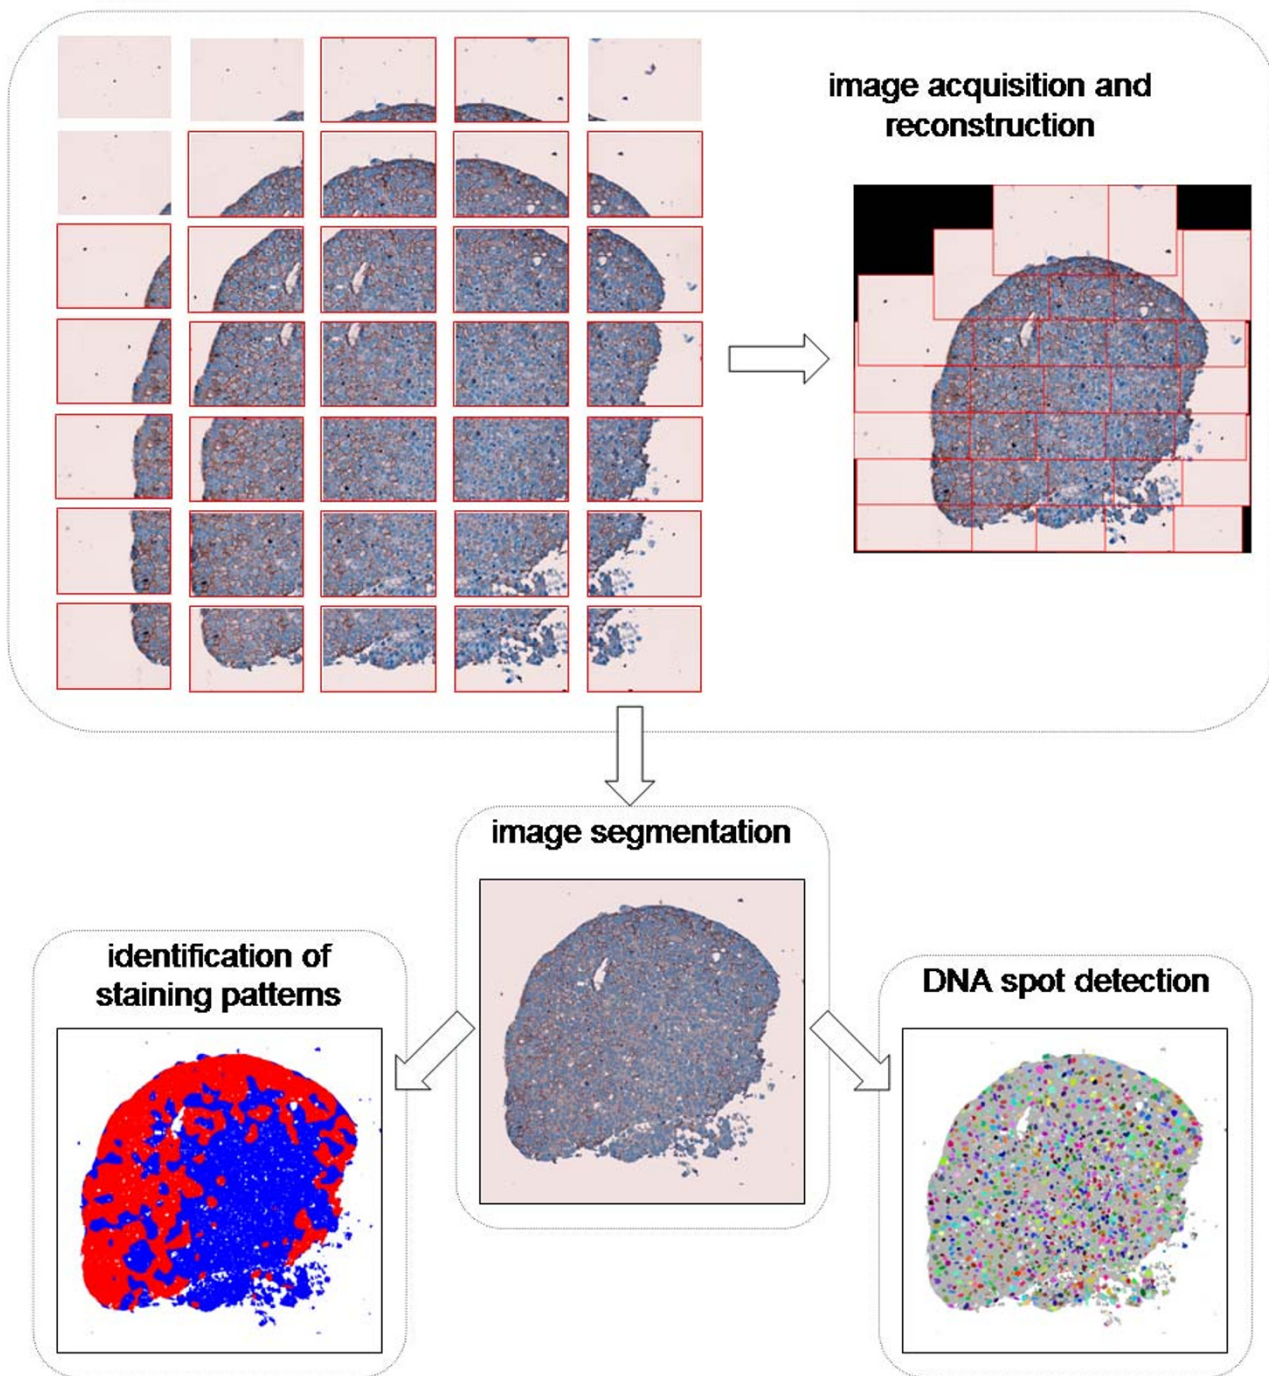 image acquisition and
reconstruction
image segmentation
identification of
staining patterns
DNA spot detection